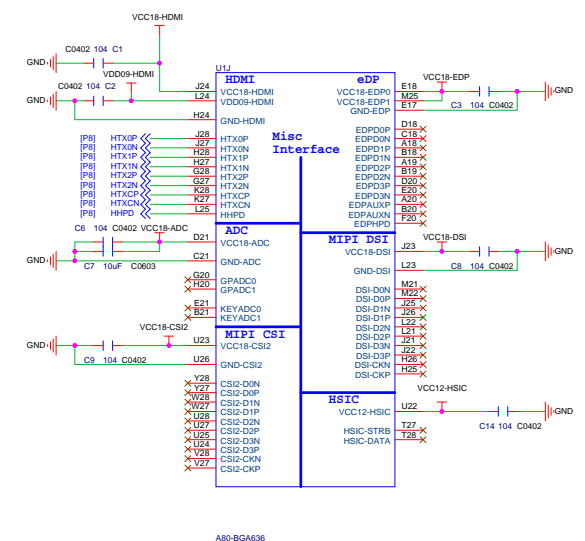 VCC18-HDMI
C0402 104 C1
GND
VDD09-HDMI
C0402 104 C2
GND
U1J
HDMI
J24 VCC18-HDMI
L24 VDD09-HDMI
H24 GND-HDMI
[P8] HTX0P J28 HTX0P
[P8] HTX0N J27 HTX0N
[P8] HTX1P H28 HTX1P
[P8] HTX1N H27 HTX1N
[P8] HTX2P G28 HTX2P
[P8] HTX2N G27 HTX2N
[P8] HTXCP K28 HTXCP
[P8] HTXCN K27 HTXCN
[P8] HHPD L25 HHPD
Misc
Interface
eDP
VCC18-EDP
VCC18-EDP0 E18
VCC18-EDP1 M25
GND-EDP E17
C3 104 C0402
GND
EDPD0P D18
EDPD0N C18
EDPD1P A18
EDPD1N B18
EDPD2P A19
EDPD2N B19
EDPD3P D20
EDPD3N E20
EDPAUXP A20
EDPAUXN B20
EDPHPD F20
ADC
C6 104 C0402 VCC18-ADC
D21 VCC18-ADC
GND
C21 GND-ADC
C7 10uF C0603
G20 GPADC0
H20 GPADC1
E21 KEYADC0
B21 KEYADC1
MIPI DSI
VCC18-DSI
VCC18-DSI J23
GND-DSI L23
C8 104 C0402
GND
DSI-D0N M21
DSI-D0P M22
DSI-D1N J25
DSI-D1P J26
DSI-D2N L22
DSI-D2P L21
DSI-D3N J21
DSI-D3P J22
DSI-CKN H26
DSI-CKP H25
MIPI CSI
VCC18-CSI2
GND
U23 VCC18-CSI2
C9 104 C0402
U26 GND-CSI2
Y28 CSI2-D0N
Y27 CSI2-D0P
W28 CSI2-D1N
W27 CSI2-D1P
U28 CSI2-D2N
U27 CSI2-D2P
U25 CSI2-D3N
U24 CSI2-D3P
V28 CSI2-CKN
V27 CSI2-CKP
HSIC
VCC12-HSIC
VCC12-HSIC U22
C14 104 C0402
GND
HSIC-STRB T27
HSIC-DATA T28
A80-BGA636